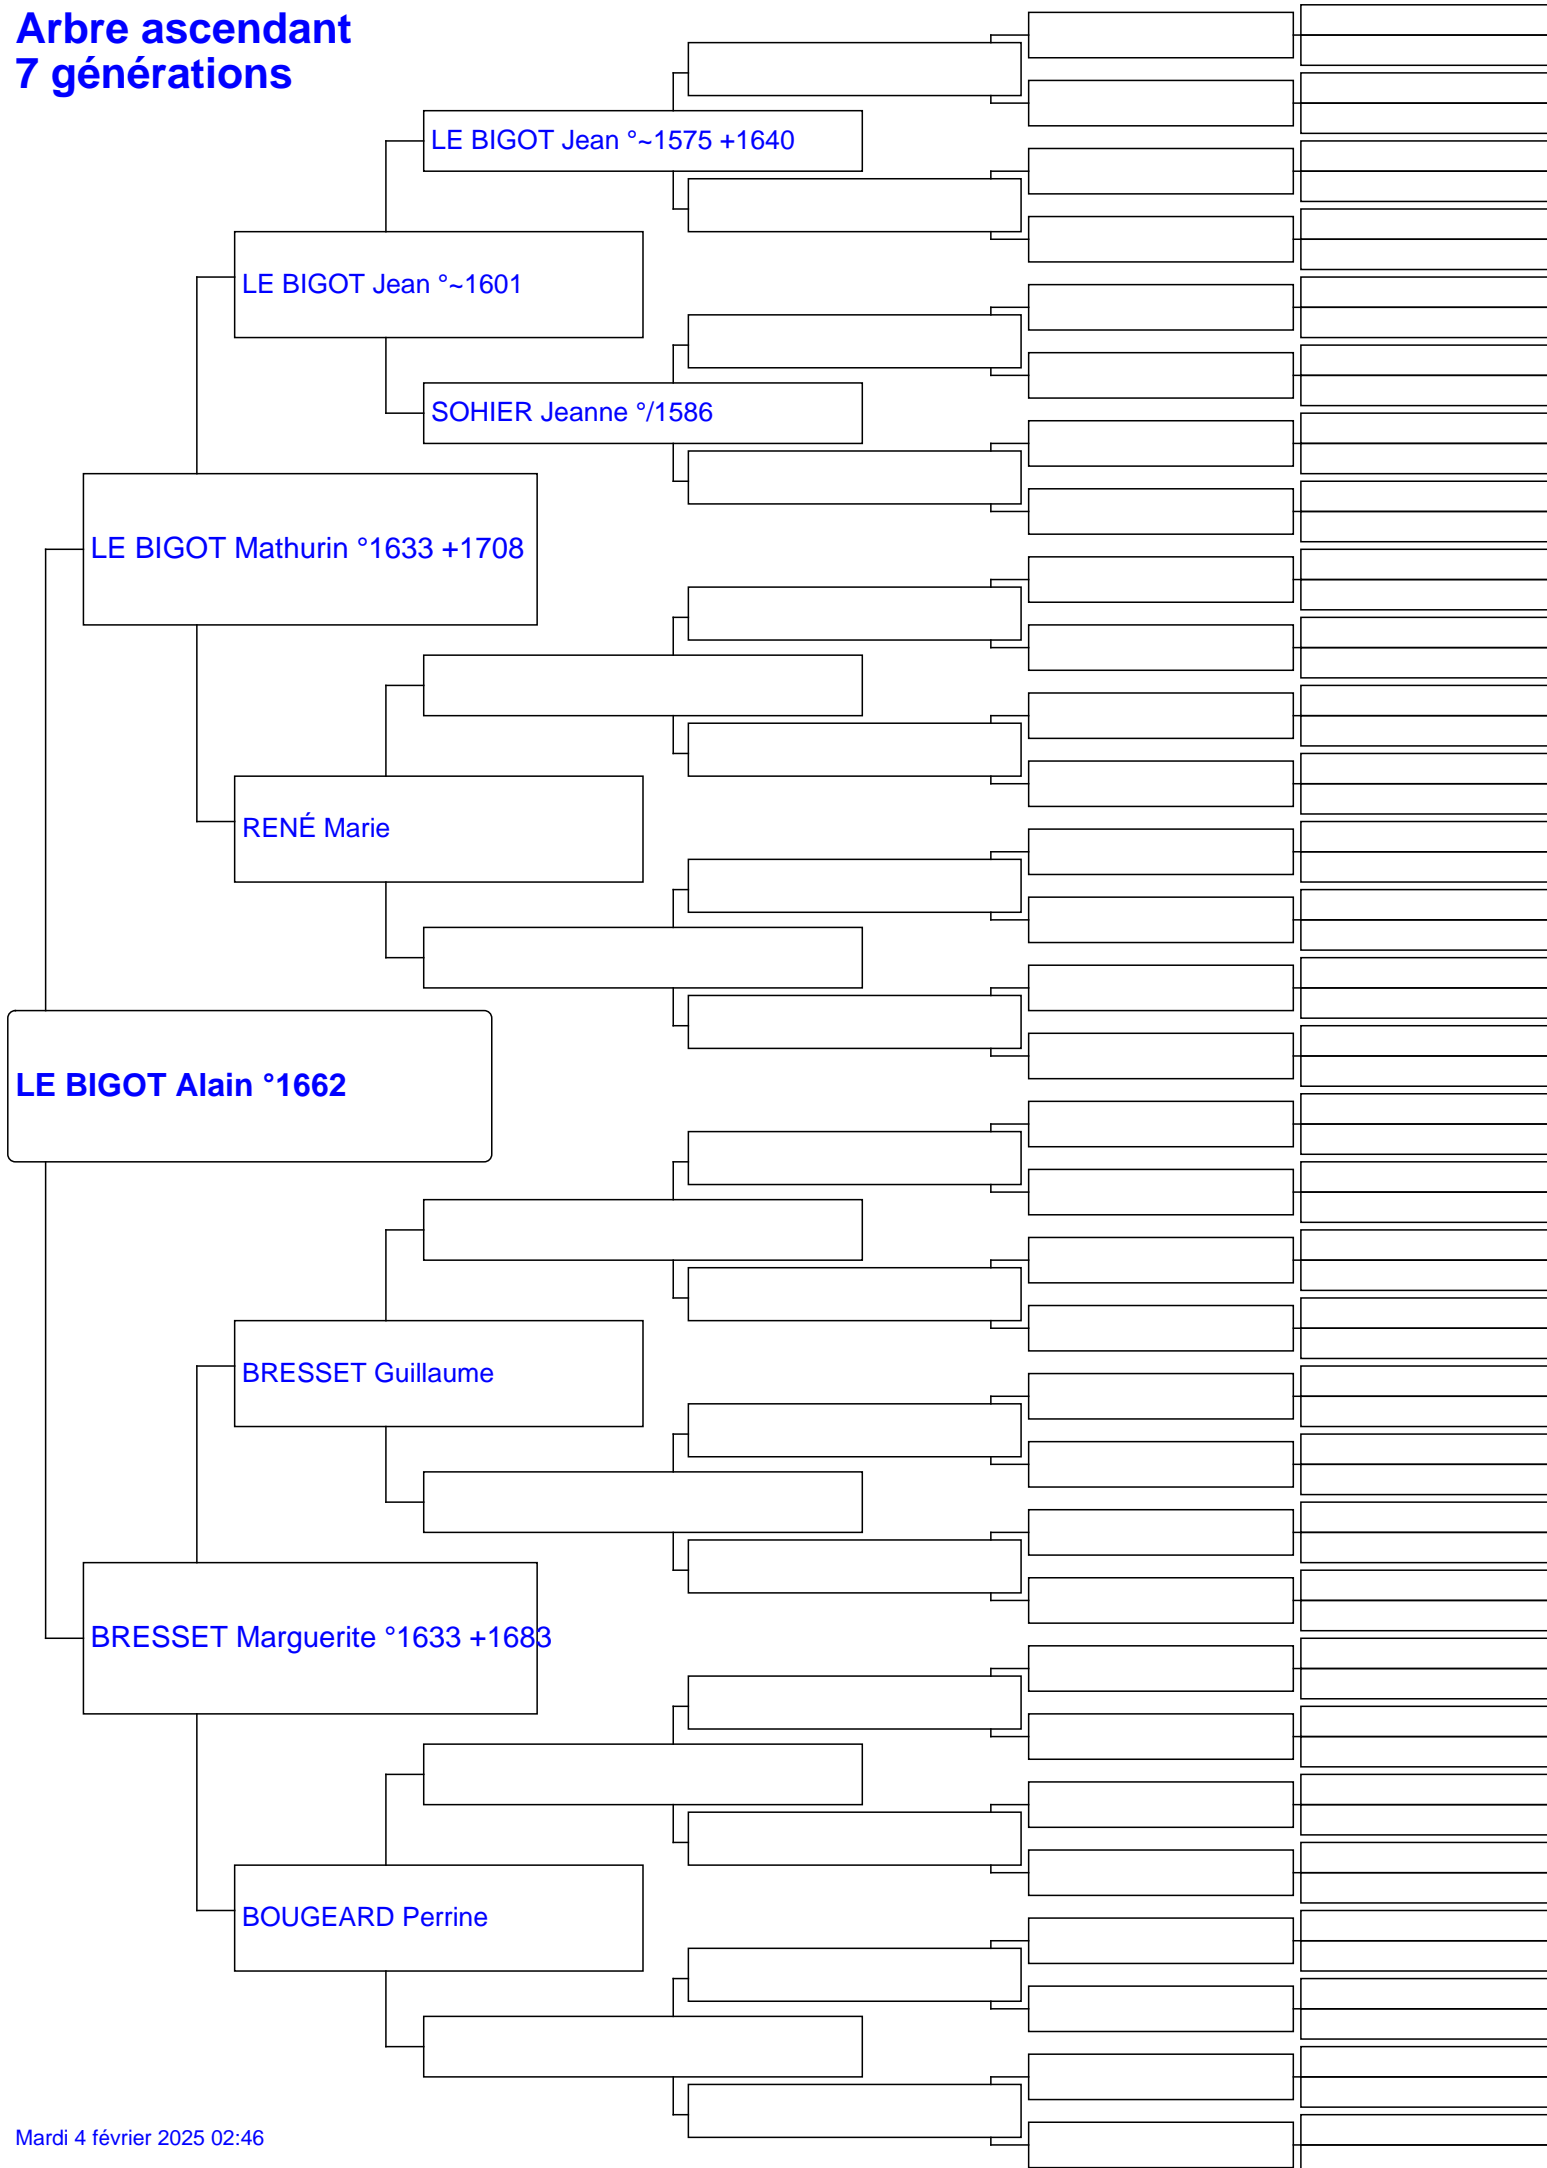 Arbre ascendant
7 générations
LE BIGOT Jean °~1575 +1640
LE BIGOT Jean °~1601
SOHIER Jeanne °/1586
LE BIGOT Mathurin °1633 +1708
RENÉ Marie
LE BIGOT Alain °1662
BRESSET Guillaume
BRESSET Marguerite °1633 +1683
BOUGEARD Perrine
Mardi 4 février 2025 02:46